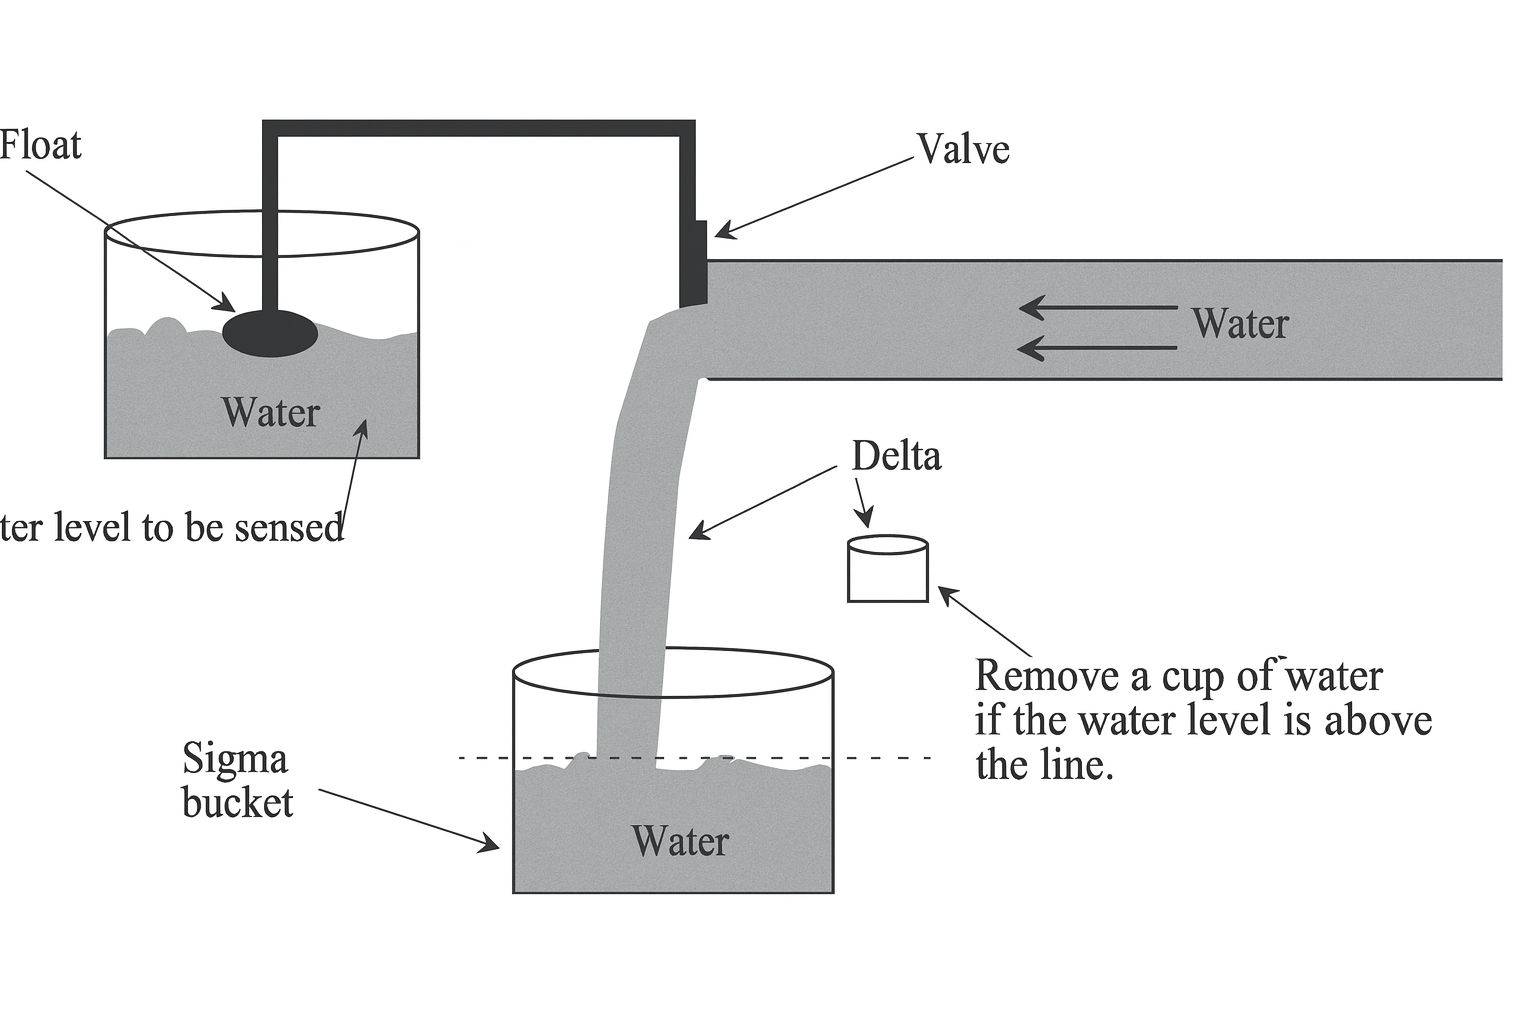 Float
Valve
Water
Water
Delta
ter level to be sensed
Remove a cup of water
if the water level is above
the line.
Sigma
bucket
Water